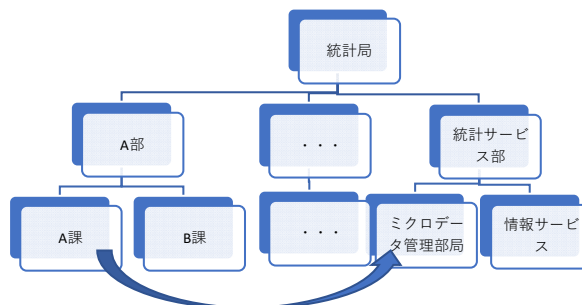 統計局
A部
・・・
統計サービ
ス部
A課
B課
・・・
ミクロデー
タ管理部局
情報サービ
ス